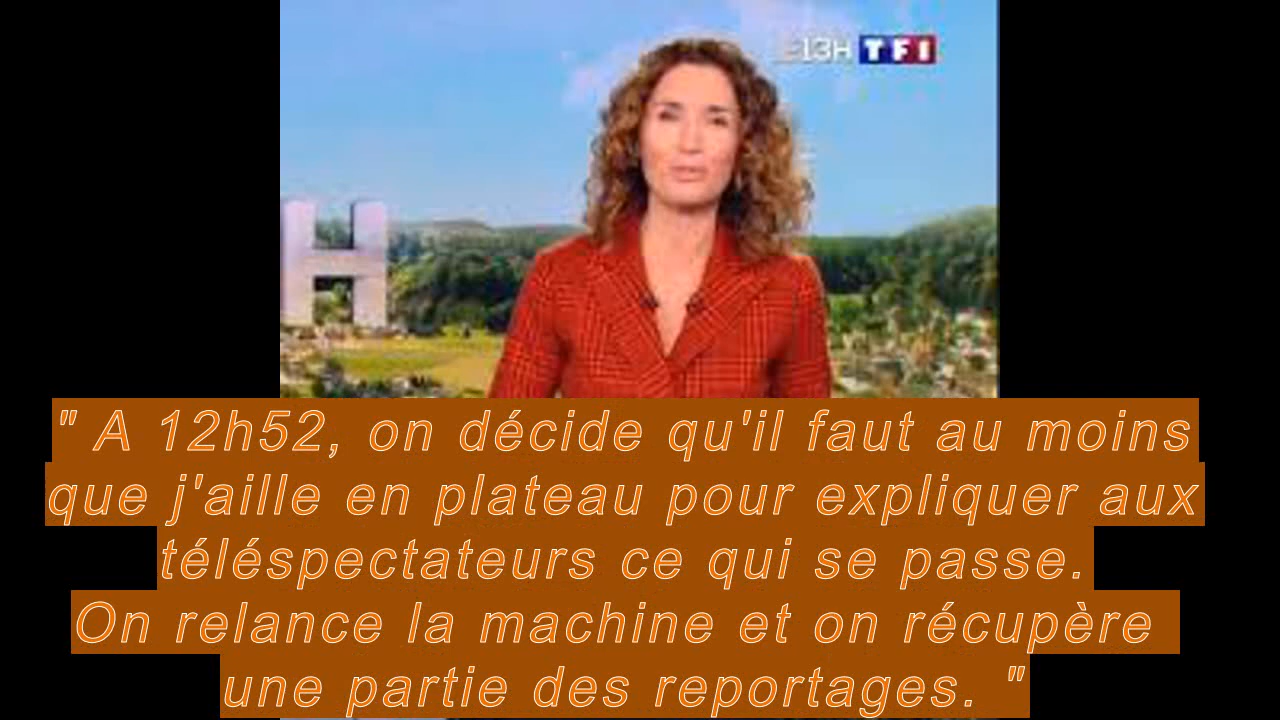 13H TF1
H
" A 12h52, on décide qu'il faut au moins
que j'aille en plateau pour expliquer aux
téléspectateurs ce qui se passe.
On relance la machine et on récupère
une partie des reportages. "